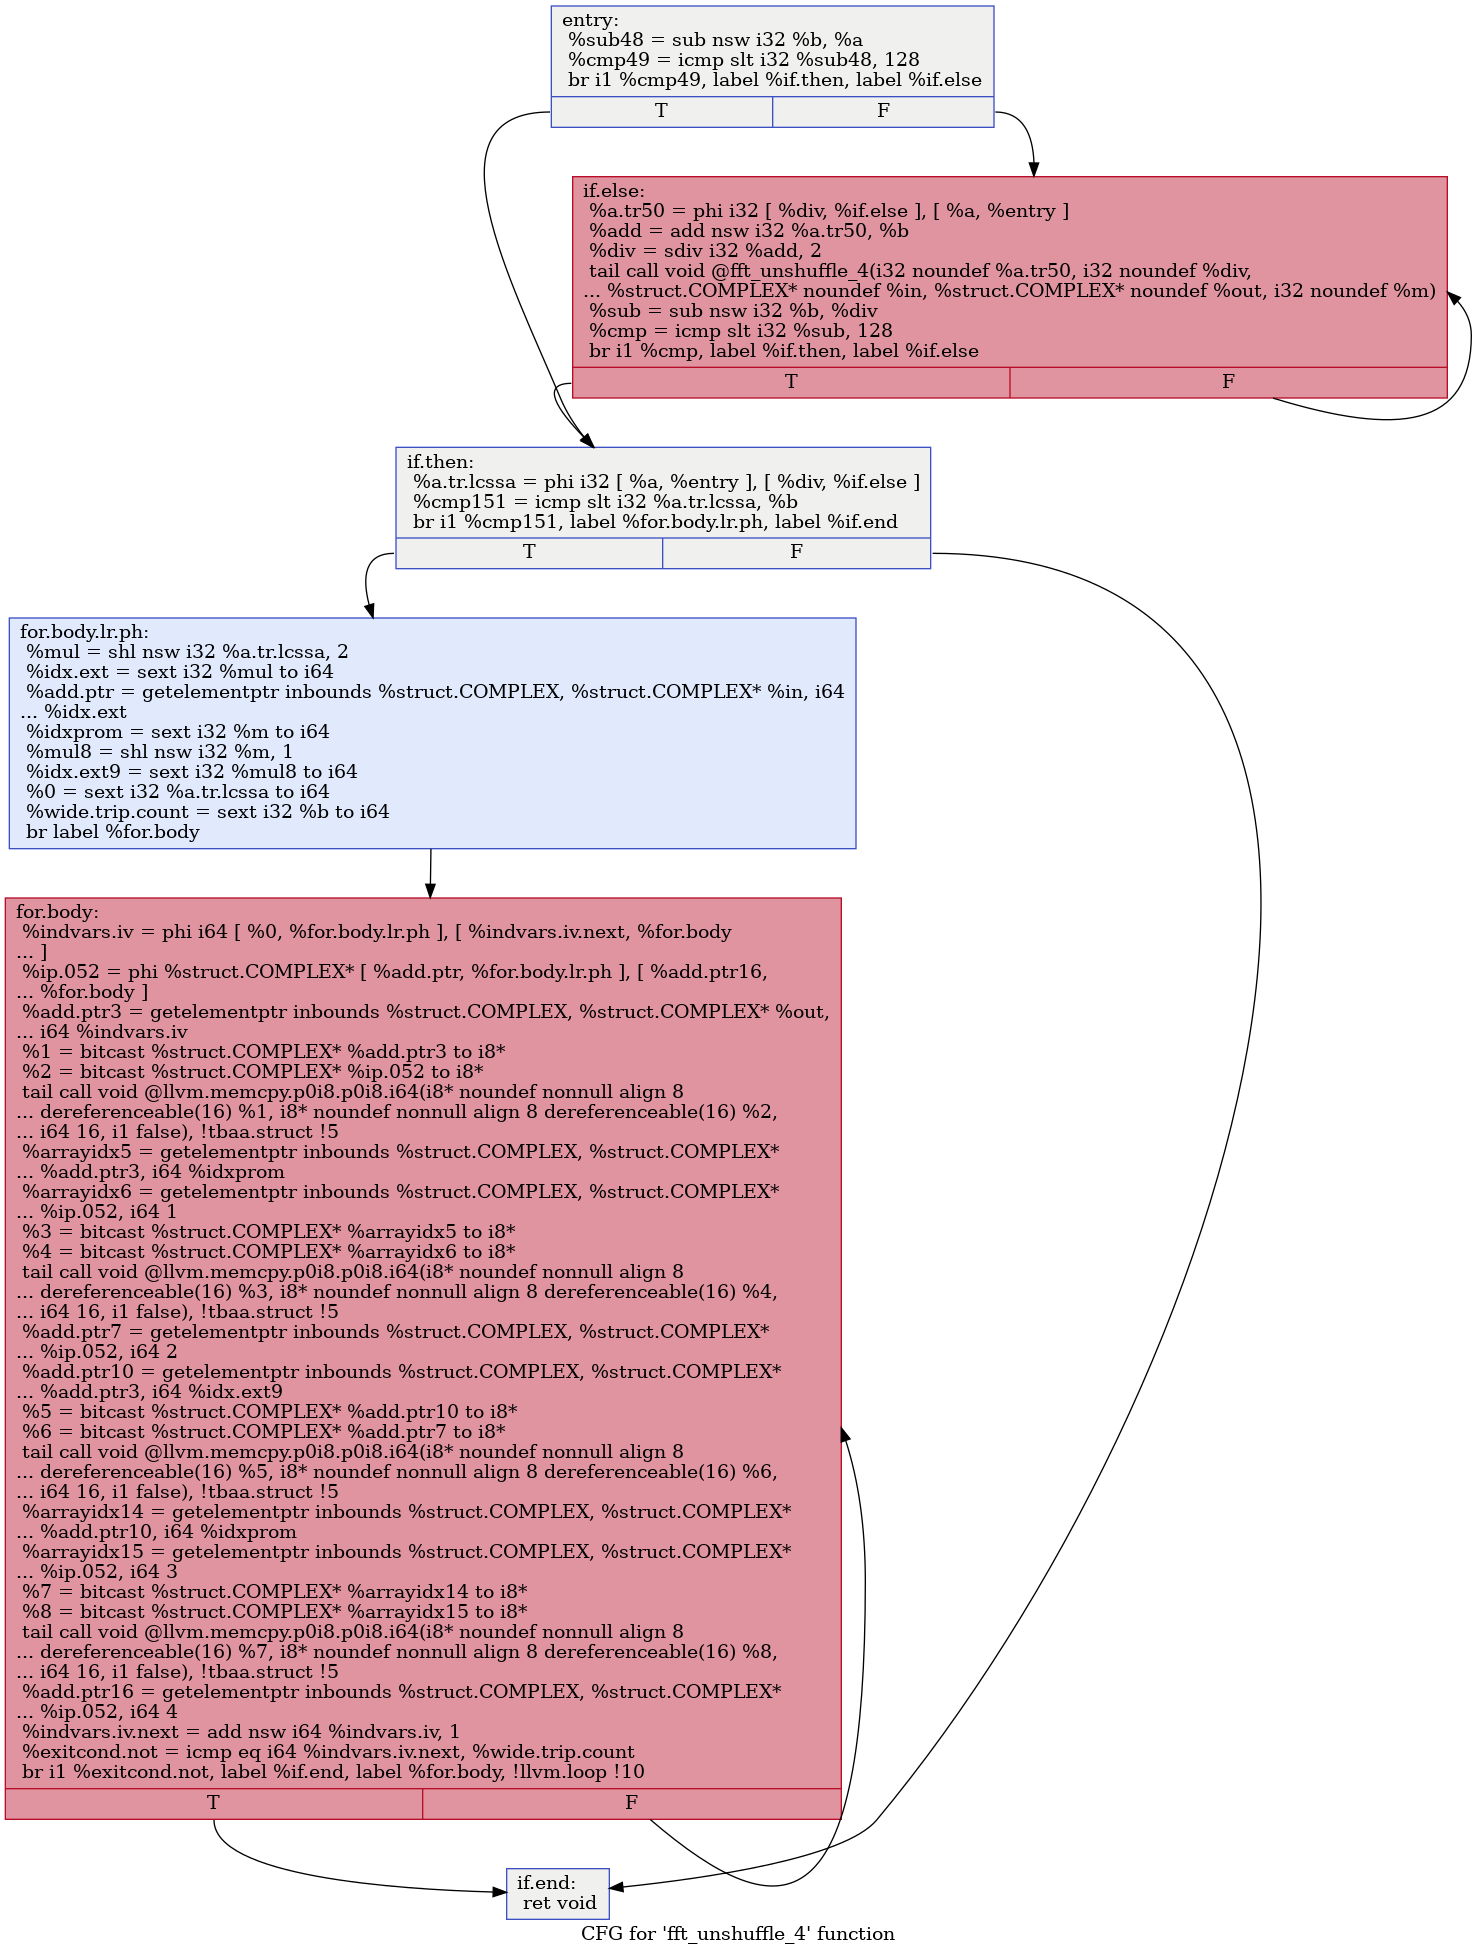 entry:
%sub48 = sub nsw i32 %b, %a
%cmp49 = icmp slt i32 %sub48, 128
br i1 %cmp49, label %if.then, label %if.else
T F
if.else:
%a.tr50 = phi i32 [ %div, %if.else ], [ %a, %entry ]
%add = add nsw i32 %a.tr50, %b
%div = sdiv i32 %add, 2
tail call void @fft_unshuffle_4(i32 noundef %a.tr50, i32 noundef %div,
... %struct.COMPLEX* noundef %in, %struct.COMPLEX* noundef %out, i32 noundef %m)
%sub = sub nsw i32 %b, %div
%cmp = icmp slt i32 %sub, 128
br i1 %cmp, label %if.then, label %if.else
T F
if.then:
%a.tr.lcssa = phi i32 [ %a, %entry ], [ %div, %if.else ]
%cmp151 = icmp slt i32 %a.tr.lcssa, %b
br i1 %cmp151, label %for.body.lr.ph, label %if.end
T F
for.body.lr.ph:
%mul = shl nsw i32 %a.tr.lcssa, 2
%idx.ext = sext i32 %mul to i64
%add.ptr = getelementptr inbounds %struct.COMPLEX, %struct.COMPLEX* %in, i64
... %idx.ext
%idxprom = sext i32 %m to i64
%mul8 = shl nsw i32 %m, 1
%idx.ext9 = sext i32 %mul8 to i64
%0 = sext i32 %a.tr.lcssa to i64
%wide.trip.count = sext i32 %b to i64
br label %for.body
for.body:
%indvars.iv = phi i64 [ %0, %for.body.lr.ph ], [ %indvars.iv.next, %for.body
... ]
%ip.052 = phi %struct.COMPLEX* [ %add.ptr, %for.body.lr.ph ], [ %add.ptr16,
... %for.body ]
%add.ptr3 = getelementptr inbounds %struct.COMPLEX, %struct.COMPLEX* %out,
... i64 %indvars.iv
%1 = bitcast %struct.COMPLEX* %add.ptr3 to i8*
%2 = bitcast %struct.COMPLEX* %ip.052 to i8*
tail call void @llvm.memcpy.p0i8.p0i8.i64(i8* noundef nonnull align 8
... dereferenceable(16) %1, i8* noundef nonnull align 8 dereferenceable(16) %2,
... i64 16, i1 false), !tbaa.struct !5
%arrayidx5 = getelementptr inbounds %struct.COMPLEX, %struct.COMPLEX*
... %add.ptr3, i64 %idxprom
%arrayidx6 = getelementptr inbounds %struct.COMPLEX, %struct.COMPLEX*
... %ip.052, i64 1
%3 = bitcast %struct.COMPLEX* %arrayidx5 to i8*
%4 = bitcast %struct.COMPLEX* %arrayidx6 to i8*
tail call void @llvm.memcpy.p0i8.p0i8.i64(i8* noundef nonnull align 8
... dereferenceable(16) %3, i8* noundef nonnull align 8 dereferenceable(16) %4,
... i64 16, i1 false), !tbaa.struct !5
%add.ptr7 = getelementptr inbounds %struct.COMPLEX, %struct.COMPLEX*
... %ip.052, i64 2
%add.ptr10 = getelementptr inbounds %struct.COMPLEX, %struct.COMPLEX*
... %add.ptr3, i64 %idx.ext9
%5 = bitcast %struct.COMPLEX* %add.ptr10 to i8*
%6 = bitcast %struct.COMPLEX* %add.ptr7 to i8*
tail call void @llvm.memcpy.p0i8.p0i8.i64(i8* noundef nonnull align 8
... dereferenceable(16) %5, i8* noundef nonnull align 8 dereferenceable(16) %6,
... i64 16, i1 false), !tbaa.struct !5
%arrayidx14 = getelementptr inbounds %struct.COMPLEX, %struct.COMPLEX*
... %add.ptr10, i64 %idxprom
%arrayidx15 = getelementptr inbounds %struct.COMPLEX, %struct.COMPLEX*
... %ip.052, i64 3
%7 = bitcast %struct.COMPLEX* %arrayidx14 to i8*
%8 = bitcast %struct.COMPLEX* %arrayidx15 to i8*
tail call void @llvm.memcpy.p0i8.p0i8.i64(i8* noundef nonnull align 8
... dereferenceable(16) %7, i8* noundef nonnull align 8 dereferenceable(16) %8,
... i64 16, i1 false), !tbaa.struct !5
%add.ptr16 = getelementptr inbounds %struct.COMPLEX, %struct.COMPLEX*
... %ip.052, i64 4
%indvars.iv.next = add nsw i64 %indvars.iv, 1
%exitcond.not = icmp eq i64 %indvars.iv.next, %wide.trip.count
br i1 %exitcond.not, label %if.end, label %for.body, !llvm.loop !10
T F
if.end:
ret void
CFG for 'fft_unshuffle_4' function